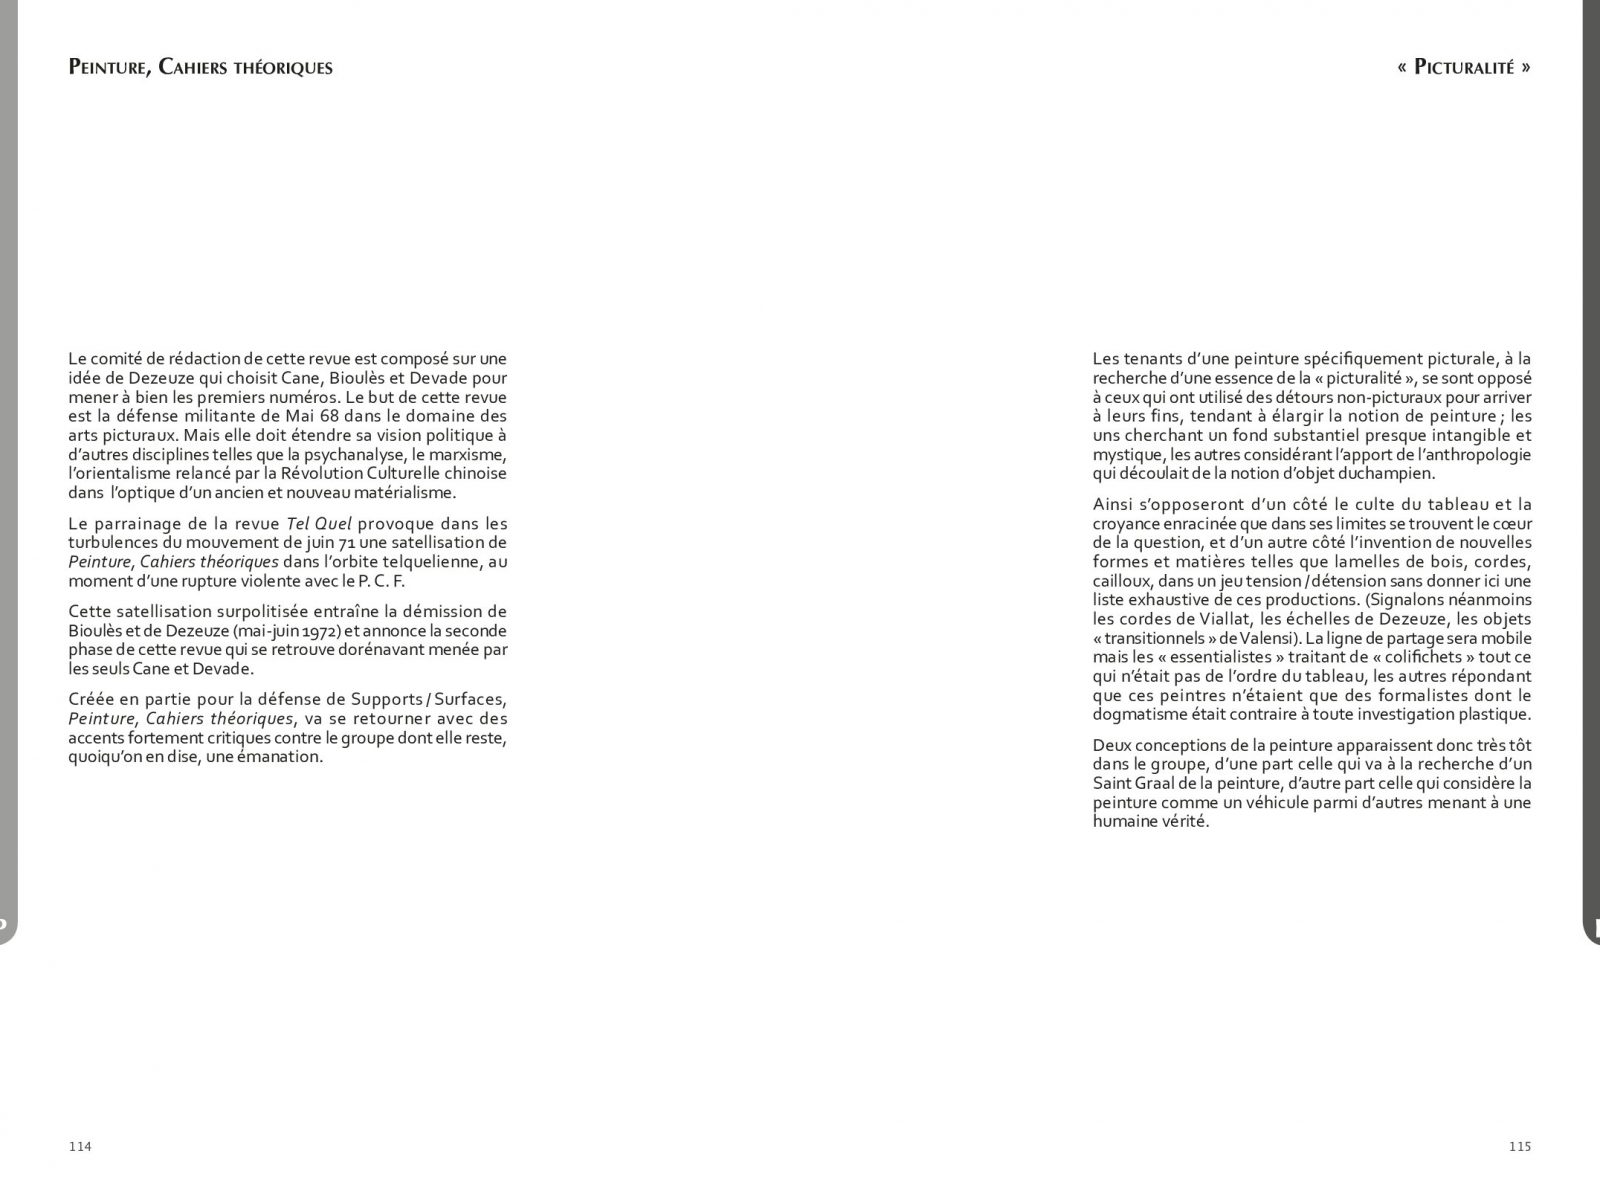 Peinture, Cahiers théoriques
Le comité de rédaction de cette revue est composé sur une
idée de Dezeuze qui choisit Cane, Bioulès et Devade pour
mener à bien les premiers numéros. Le but de cette revue
est la défense militante de Mai 68 dans le domaine des
arts picturaux. Mais elle doit étendre sa vision politique à
d’autres disciplines telles que la psychanalyse, le marxisme,
l’orientalisme relancé par la Révolution Culturelle chinoise
dans l’optique d’un ancien et nouveau matérialisme.
Le parrainage de la revue Tel Quel provoque dans les
turbulences du mouvement de juin 71 une satellisation de
Peinture, Cahiers théoriques dans l’orbite telquelienne, au
moment d’une rupture violente avec le P. C. F.
Cette satellisation surpolitisée entraîne la démission de
Bioulès et de Dezeuze (mai-juin 1972) et annonce la seconde
phase de cette revue qui se retrouve dorénavant menée par
les seuls Cane et Devade.
Créée en partie pour la défense de Supports / Surfaces,
Peinture, Cahiers théoriques, va se retourner avec des
accents fortement critiques contre le groupe dont elle reste,
quoiqu’on en dise, une émanation.
P
114
« Picturalité »
Les tenants d’une peinture spécifiquement picturale, à la
recherche d’une essence de la « picturalité », se sont opposé
à ceux qui ont utilisé des détours non-picturaux pour arriver
à leurs fins, tendant à élargir la notion de peinture ; les
uns cherchant un fond substantiel presque intangible et
mystique, les autres considérant l’apport de l’anthropologie
qui découlait de la notion d’objet duchampien.
Ainsi s’opposeront d’un côté le culte du tableau et la
croyance enracinée que dans ses limites se trouvent le cœur
de la question, et d’un autre côté l’invention de nouvelles
formes et matières telles que lamelles de bois, cordes,
cailloux, dans un jeu tension / détension sans donner ici une
liste exhaustive de ces productions. (Signalons néanmoins
les cordes de Viallat, les échelles de Dezeuze, les objets
« transitionnels » de Valensi). La ligne de partage sera mobile
mais les « essentialistes » traitant de « colifichets » tout ce
qui n’était pas de l’ordre du tableau, les autres répondant
que ces peintres n’étaient que des formalistes dont le
dogmatisme était contraire à toute investigation plastique.
Deux conceptions de la peinture apparaissent donc très tôt
dans le groupe, d’une part celle qui va à la recherche d’un
Saint Graal de la peinture, d’autre part celle qui considère la
peinture comme un véhicule parmi d’autres menant à une
humaine vérité.
115